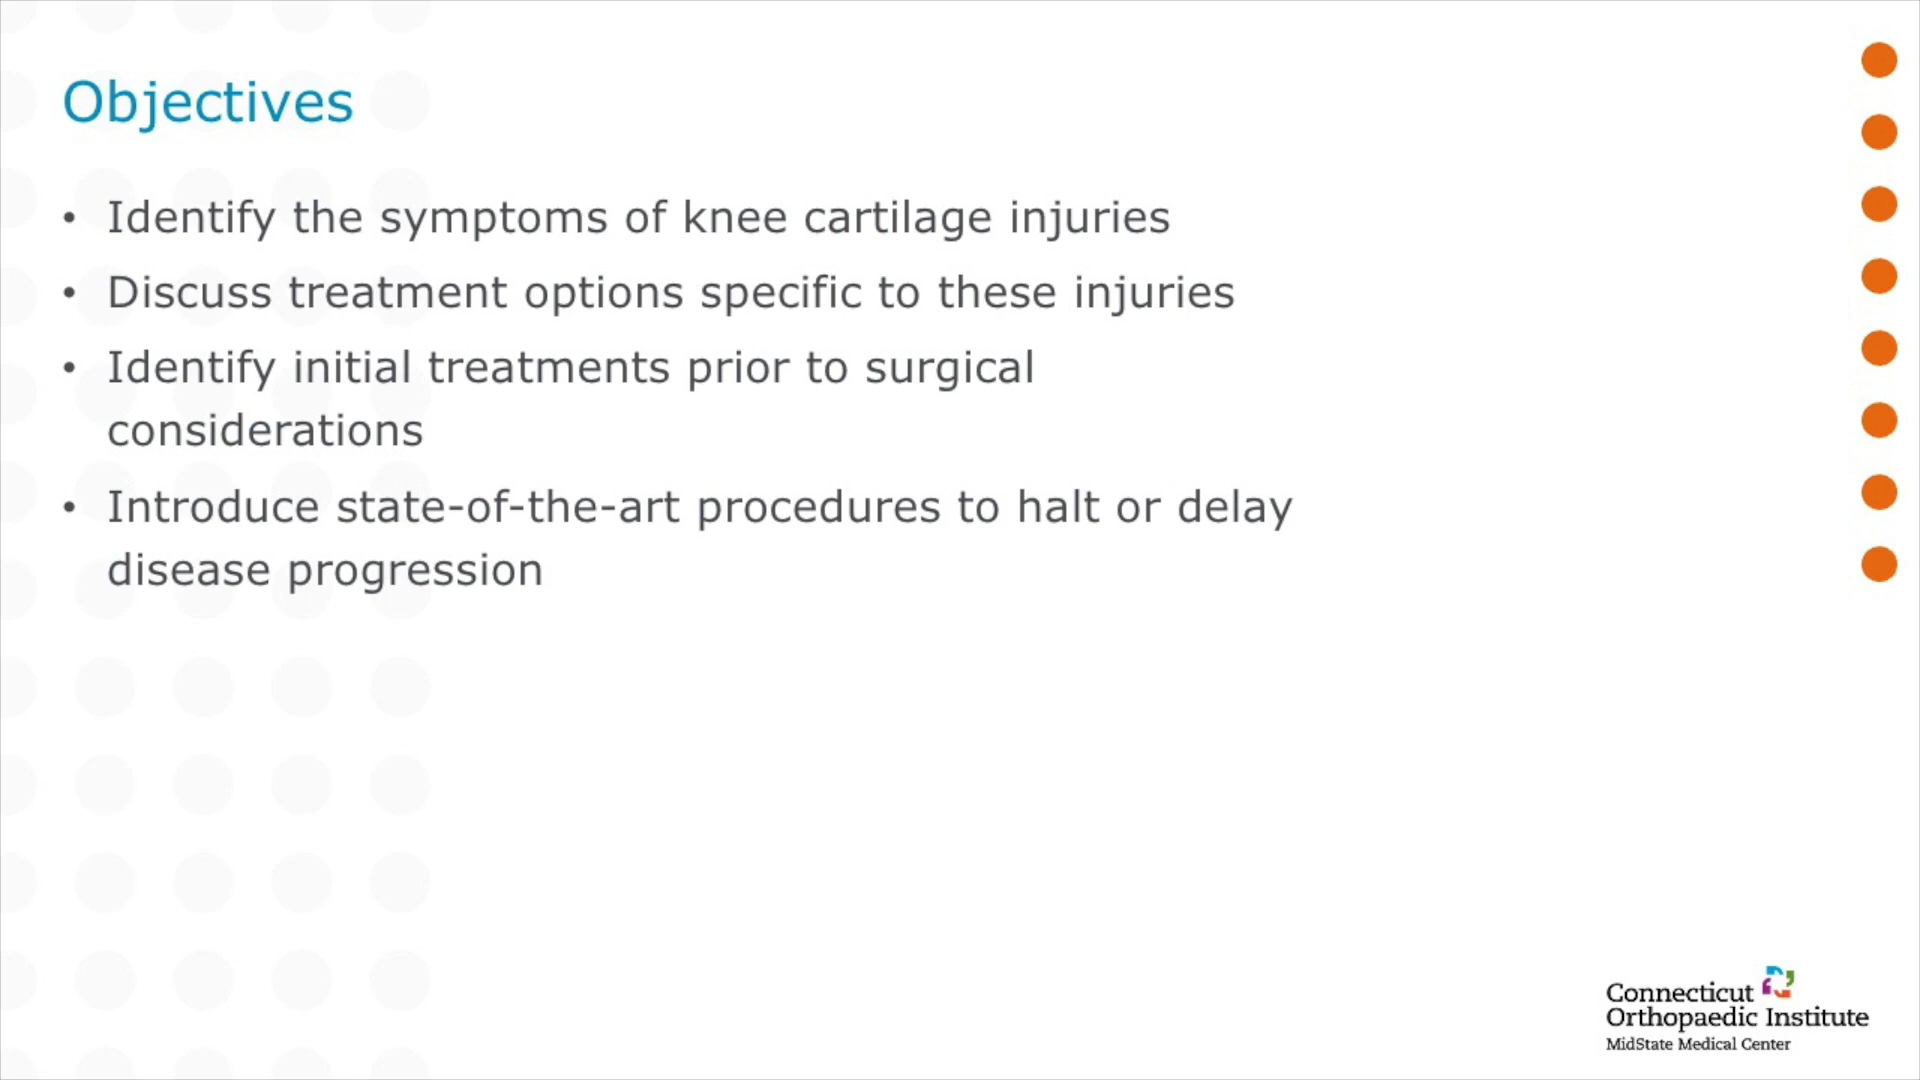 Objectives
• Identify the symptoms of knee cartilage injuries
• Discuss treatment options specific to these injuries
• Identify initial treatments prior to surgical
considerations
• Introduce state-of-the-art procedures to halt or delay
disease progression
Connecticut
Orthopaedic Institute
MidState Medical Center